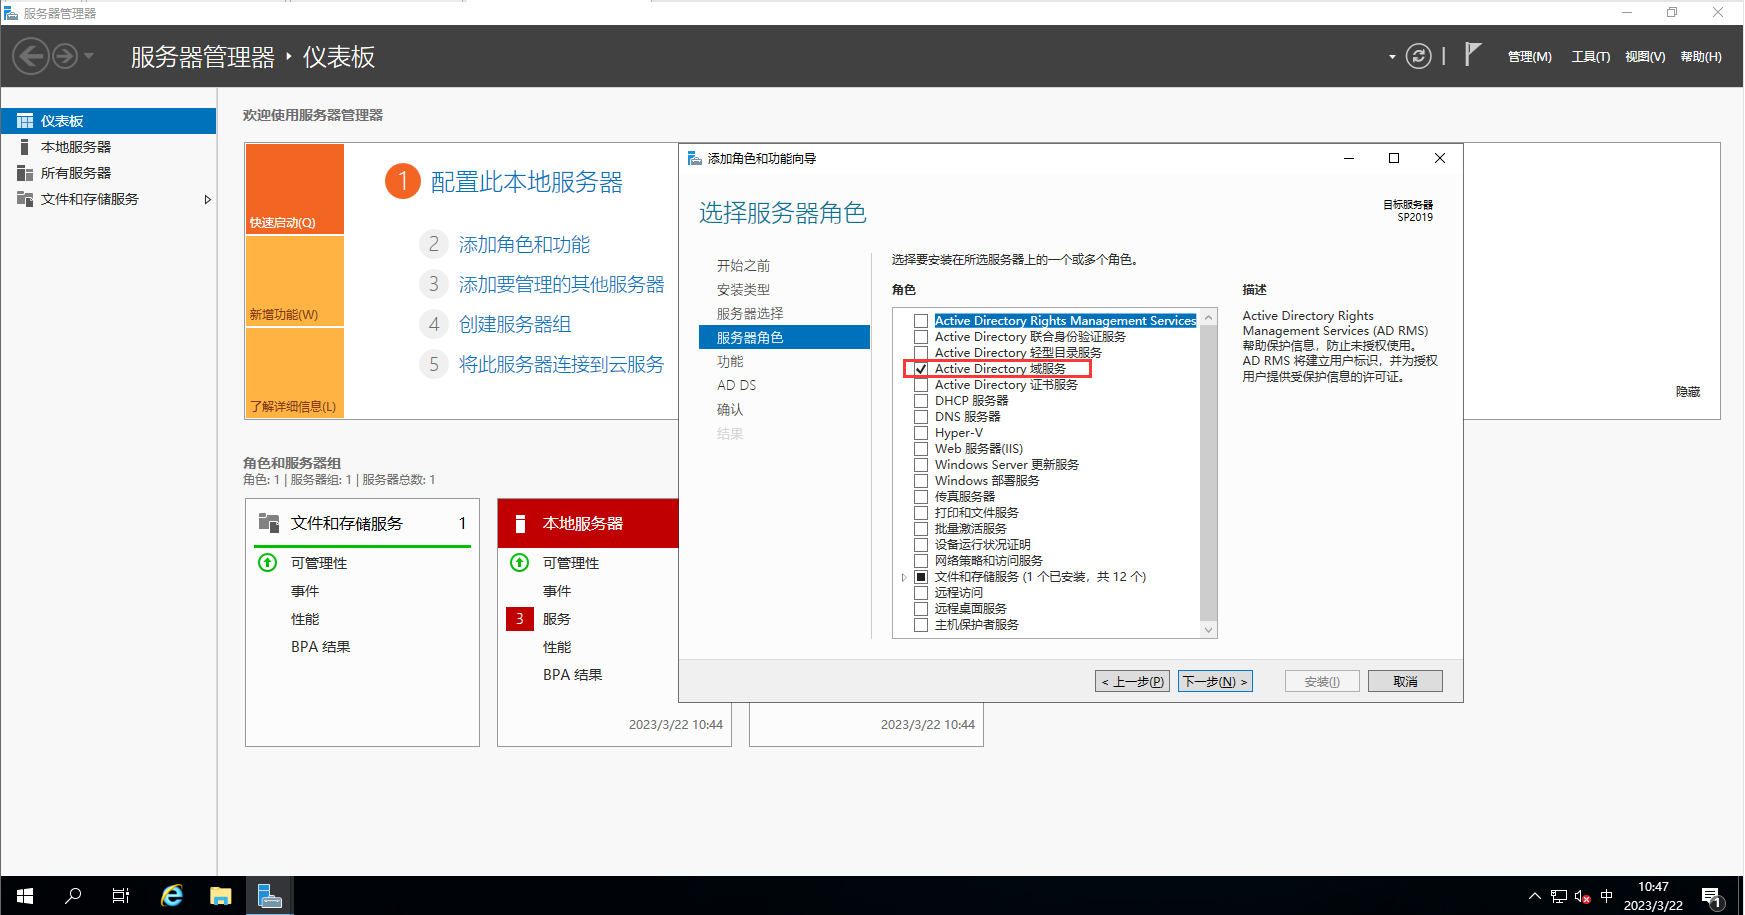 服务器管理器
服务器管理器 ‣ 仪表板
管理(M) 工具(T) 视图(V) 帮助(H)
仪表板
本地服务器
所有服务器
文件和存储服务
欢迎使用服务器管理器
快速启动(Q)
新增功能(W)
了解详细信息(L)
1 配置此本地服务器
2 添加角色和功能
3 添加要管理的其他服务器
4 创建服务器组
5 将此服务器连接到云服务
隐藏
角色和服务器组
角色: 1 | 服务器组: 1 | 服务器总数: 1
文件和存储服务 1
可管理性
事件
性能
BPA 结果
本地服务器
可管理性
事件
3 服务
性能
BPA 结果
2023/3/22 10:44
2023/3/22 10:44
添加角色和功能向导
选择服务器角色
目标服务器
SP2019
开始之前
安装类型
服务器选择
服务器角色
功能
AD DS
确认
结果
选择要安装在所选服务器上的一个或多个角色。
角色
Active Directory Rights Management Services
Active Directory 联合身份验证服务
Active Directory 轻型目录服务
Active Directory 域服务
Active Directory 证书服务
DHCP 服务器
DNS 服务器
Hyper-V
Web 服务器(IIS)
Windows Server 更新服务
Windows 部署服务
传真服务器
打印和文件服务
批量激活服务
设备运行状况证明
网络策略和访问服务
文件和存储服务 (1 个已安装，共 12 个)
远程访问
远程桌面服务
主机保护者服务
描述
Active Directory Rights
Management Services (AD RMS)
帮助保护信息，防止未授权使用。
AD RMS 将建立用户标识，并为授权
用户提供受保护信息的许可证。
< 上一步(P) 下一步(N) > 安装(I) 取消
中
10:47
2023/3/22
1